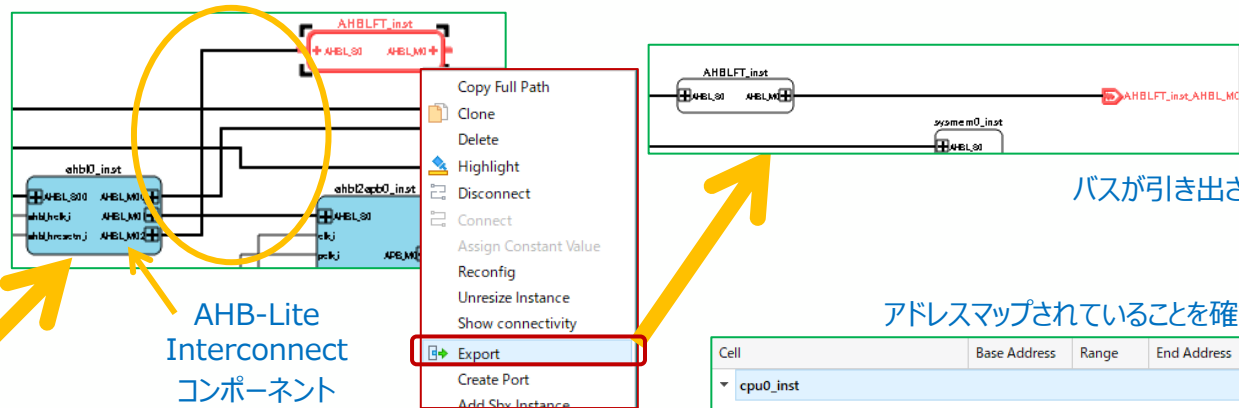 AHBLFT_inst
AHBL_S0 AHBL_M0
ahbl0_inst
AHBL_S00 AHBL_M00
ahbl_hclk_i AHBL_M01
ahbl_hresetn_i AHBL_M02
ahbl2apb0_inst
AHBL_S0
clk_i
pclk_i APB_M0
AHB-Lite
Interconnect
コンポーネント
Copy Full Path
Clone
Delete
Highlight
Disconnect
Connect
Assign Constant Value
Reconfig
Unresize Instance
Show connectivity
Export
Create Port
Add Sbx Instance
AHBLFT_inst
AHBL_S0 AHBL_M0
AHBLFT_inst_AHBL_M0
sysmem0_inst
AHBL_S0
バスが引き出さ
アドレスマップされていることを確
Cell Base Address Range End Address
cpu0_inst